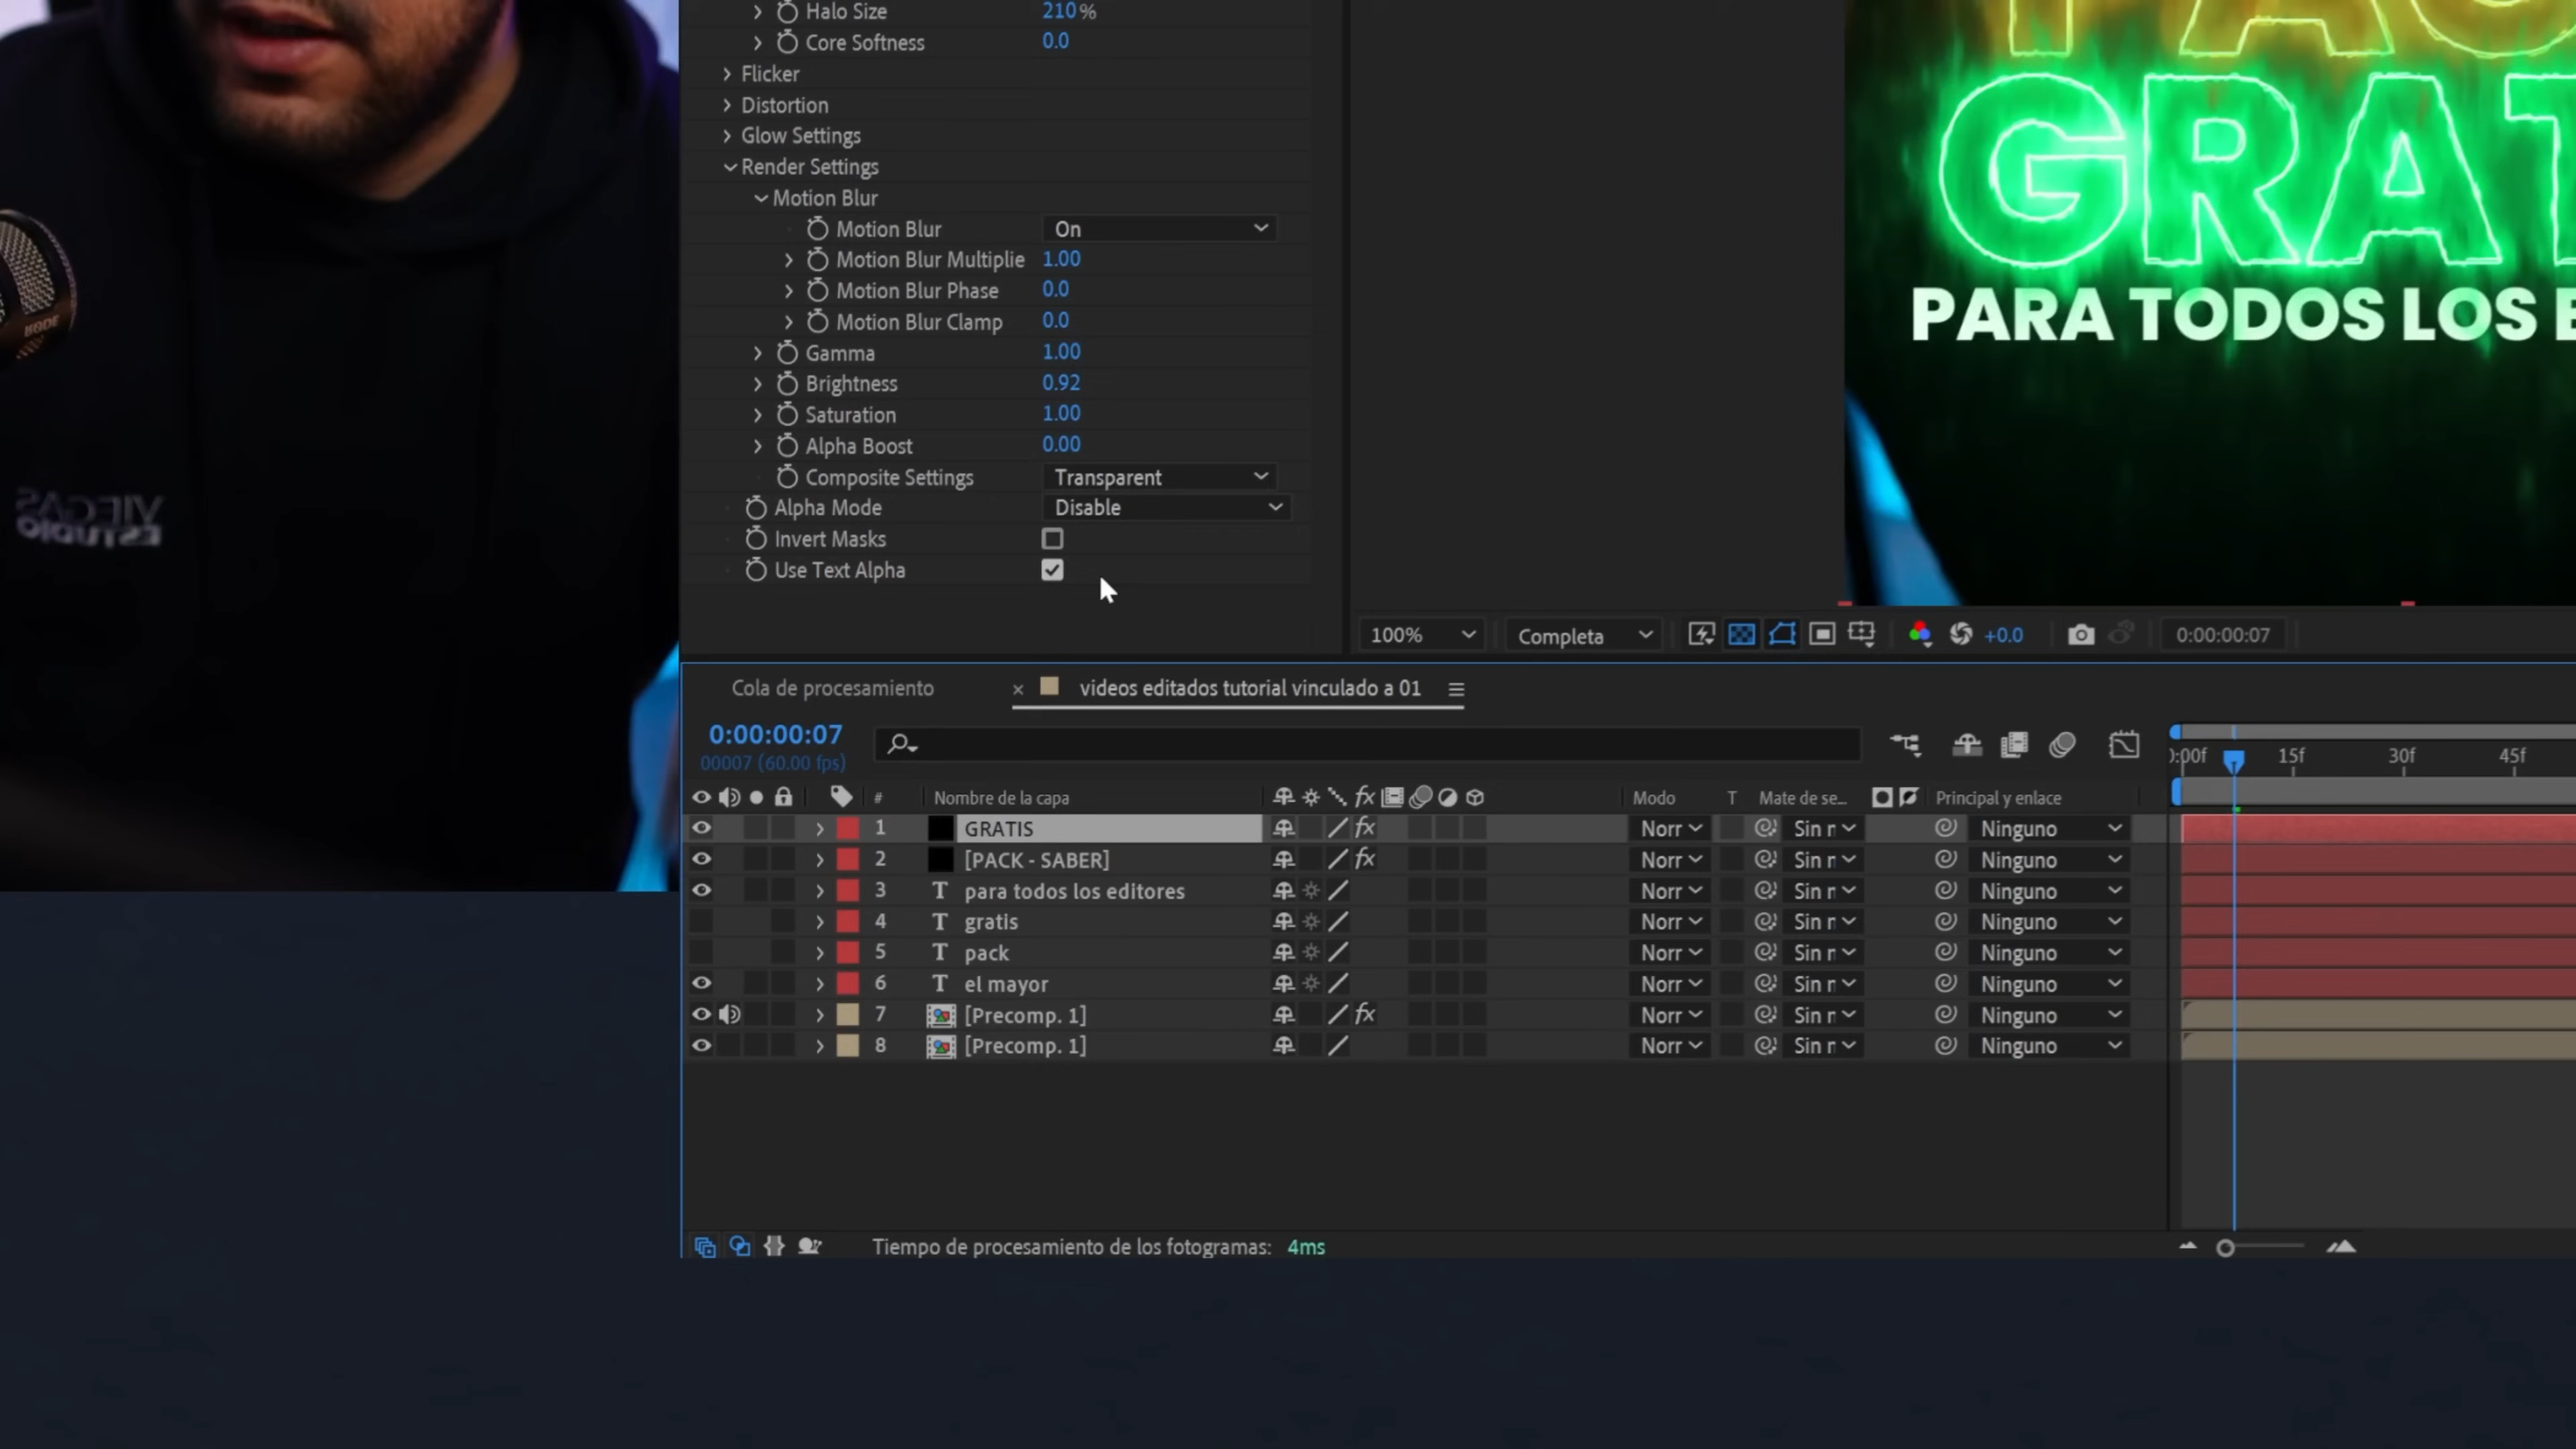 Halo Size 210 %
Core Softness 0.0
Flicker
Distortion
Glow Settings
Render Settings
Motion Blur
Motion Blur On
Motion Blur Multiplie 1.00
Motion Blur Phase 0.0
Motion Blur Clamp 0.0
Gamma 1.00
Brightness 0.92
Saturation 1.00
Alpha Boost 0.00
Composite Settings Transparent
Alpha Mode Disable
Invert Masks
Use Text Alpha
RODE
VIEGAS
ESTUDIO
GRAT
PARA TODOS LOS E
100% Completa +0.0 0:00:00:07
Cola de procesamiento × videos editados tutorial vinculado a 01
0:00:00:07
00007 (60.00 fps)
):00f 15f 30f 45f
# Nombre de la capa fx Modo T Mate de se... Principal y enlace
1 GRATIS fx Norr Sin r Ninguno
2 [PACK - SABER] fx Norr Sin r Ninguno
3 T para todos los editores Norr Sin r Ninguno
4 T gratis Norr Sin r Ninguno
5 T pack Norr Sin r Ninguno
6 T el mayor Norr Sin r Ninguno
7 [Precomp. 1] fx Norr Sin r Ninguno
8 [Precomp. 1] Norr Sin r Ninguno
Tiempo de procesamiento de los fotogramas: 4ms